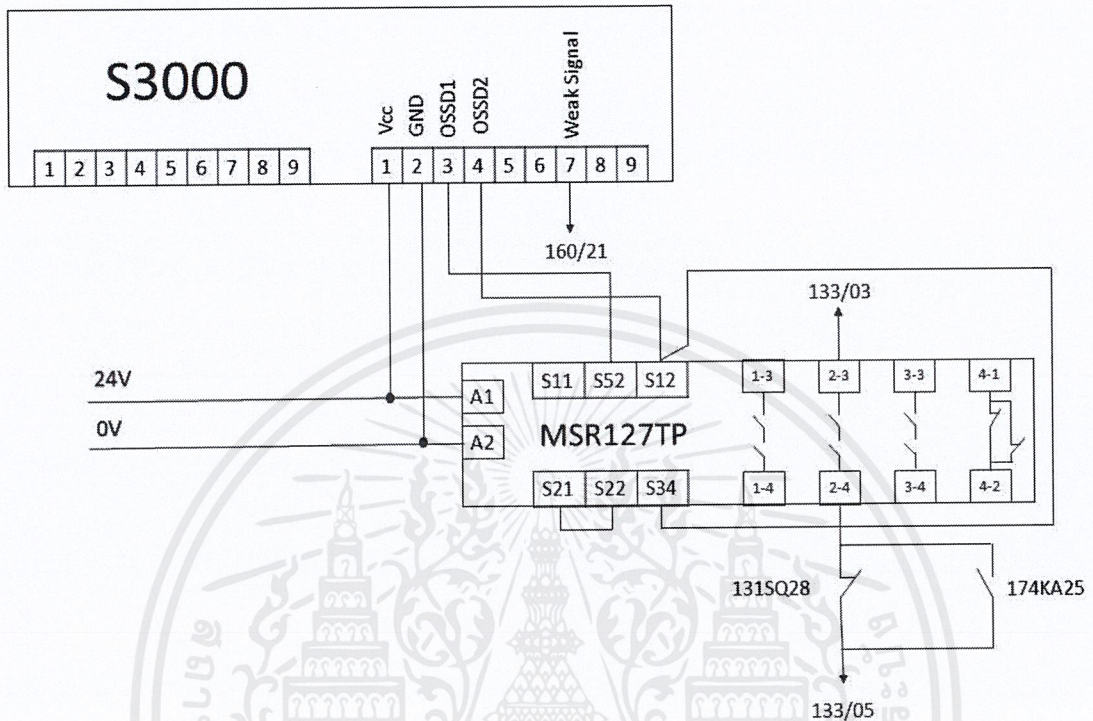 S3000
Vcc
GND
OSSD1
OSSD2
Weak Signal
1 2 3 4 5 6 7 8 9
1 2 3 4 5 6 7 8 9
160/21
133/03
24V
0V
A1
A2
S11 S52 S12
1-3 2-3 3-3 4-1
MSR127TP
S21 S22 S34
1-4 2-4 3-4 4-2
131SQ28
174KA25
133/05